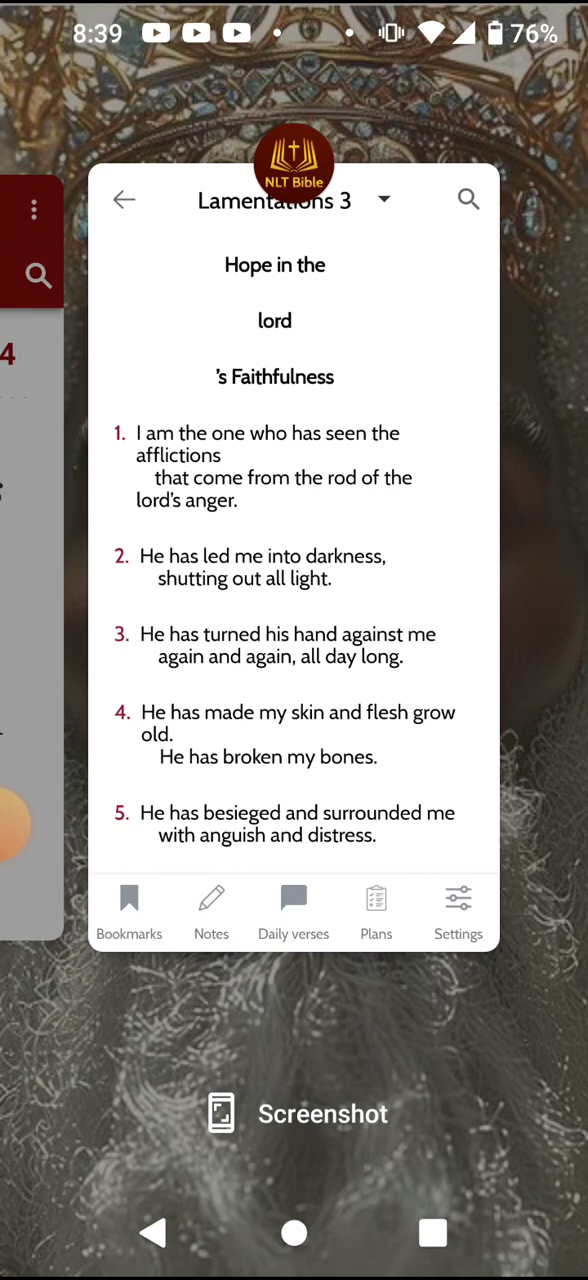 8:39
76%
NLT Bible
Lamentations 3
4
Hope in the
lord
’s Faithfulness
1. I am the one who has seen the
afflictions
that come from the rod of the
lord's anger.
2. He has led me into darkness,
shutting out all light.
3. He has turned his hand against me
again and again, all day long.
4. He has made my skin and flesh grow
old.
He has broken my bones.
5. He has besieged and surrounded me
with anguish and distress.
Bookmarks
Notes
Daily verses
Plans
Settings
Screenshot